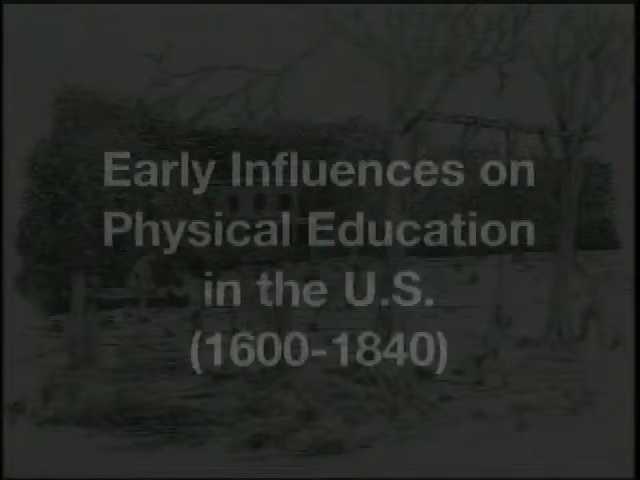 Early Influences on
Physical Education
in the U.S.
(1600-1840)